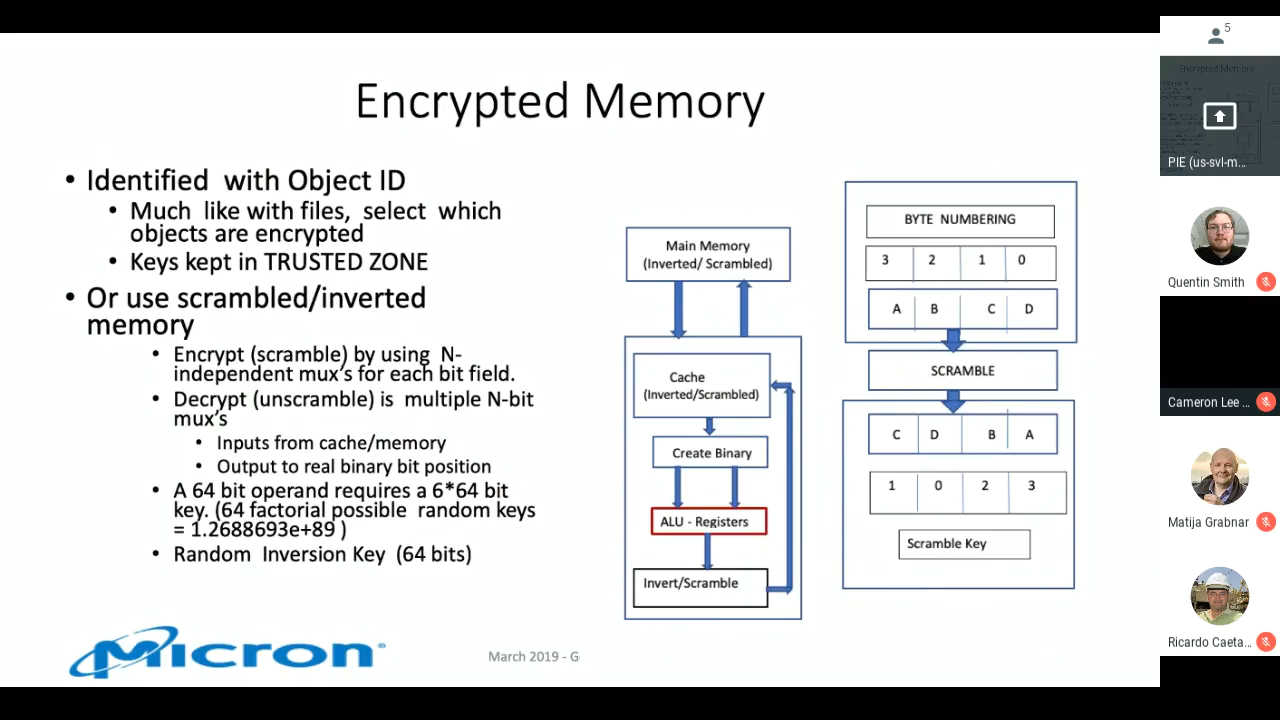 Encrypted Memory
• Identified with Object ID
• Much like with files, select which
objects are encrypted
• Keys kept in TRUSTED ZONE
• Or use scrambled/inverted
memory
• Encrypt (scramble) by using N-
independent mux's for each bit field.
• Decrypt (unscramble) is multiple N-bit
mux's
• Inputs from cache/memory
• Output to real binary bit position
• A 64 bit operand requires a 6*64 bit
key. (64 factorial possible random keys
= 1.2688693e+89 )
• Random Inversion Key (64 bits)
Main Memory
(Inverted/ Scrambled)
Cache
(Inverted/Scrambled)
Create Binary
ALU - Registers
Invert/Scramble
BYTE NUMBERING
3 2 1 0
A B C D
SCRAMBLE
C D B A
1 0 2 3
Scramble Key
Micron
March 2019 - G
5
Encrypted Memory
PIE (us-svl-m...
Quentin Smith
Cameron Lee ...
Matija Grabnar
Ricardo Caeta...